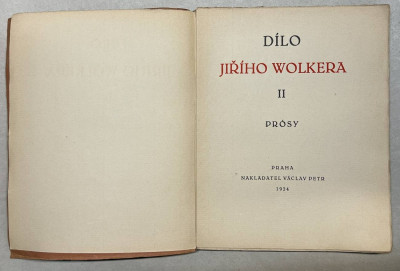 DÍLO
JIŘÍHO WOLKERA
II
PRÓSY
PRAHA
NAKLADATEL VÁCLAV PETR
1924